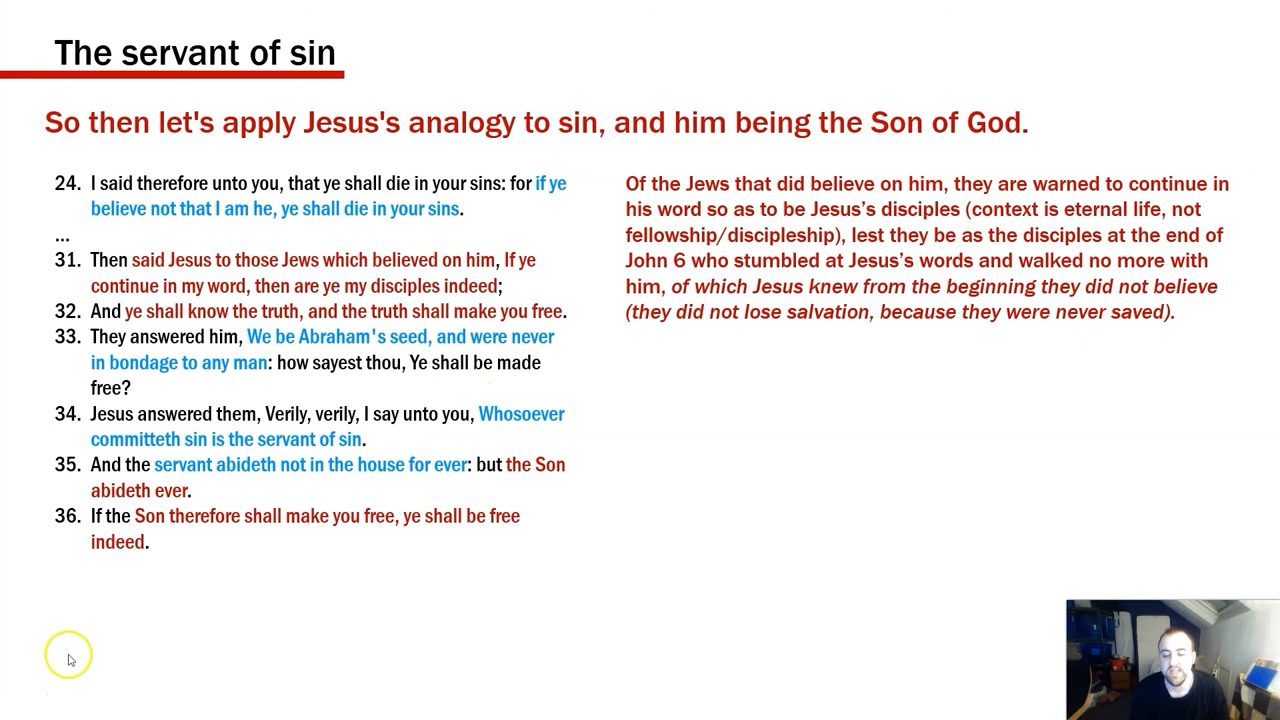 The servant of sin
So then let's apply Jesus's analogy to sin, and him being the Son of God.
24. I said therefore unto you, that ye shall die in your sins: for if ye
believe not that I am he, ye shall die in your sins.
...
31. Then said Jesus to those Jews which believed on him, If ye
continue in my word, then are ye my disciples indeed;
32. And ye shall know the truth, and the truth shall make you free.
33. They answered him, We be Abraham's seed, and were never
in bondage to any man: how sayest thou, Ye shall be made
free?
34. Jesus answered them, Verily, verily, I say unto you, Whosoever
committeth sin is the servant of sin.
35. And the servant abideth not in the house for ever: but the Son
abideth ever.
36. If the Son therefore shall make you free, ye shall be free
indeed.
Of the Jews that did believe on him, they are warned to continue in
his word so as to be Jesus’s disciples (context is eternal life, not
fellowship/discipleship), lest they be as the disciples at the end of
John 6 who stumbled at Jesus’s words and walked no more with
him, of which Jesus knew from the beginning they did not believe
(they did not lose salvation, because they were never saved).